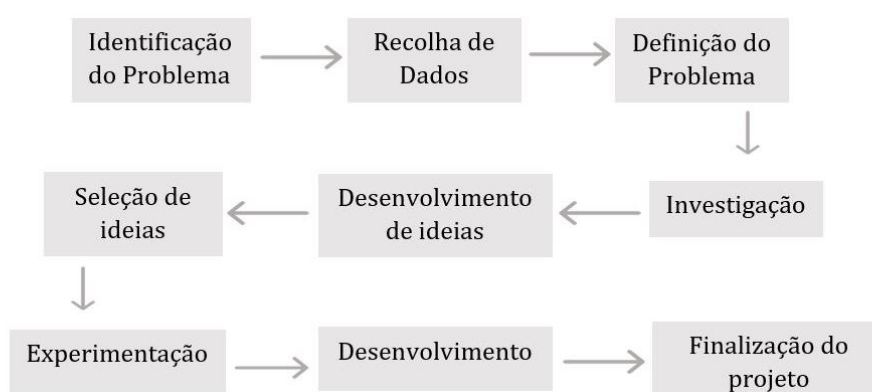 Identificação
do Problema
Recolha de
Dados
Definição do
Problema
Investigação
Desenvolvimento
de ideias
Seleção de
ideias
Experimentação
Desenvolvimento
Finalização do
projeto